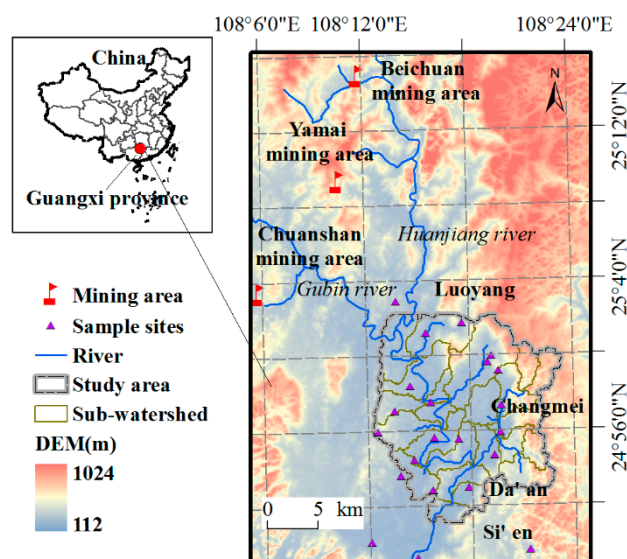 108°6'0"E 108°12'0"E 108°24'0"E
China
Guangxi province
Beichuan
mining area
N
Yamai
mining area
25°12'0"N
Chuanshan
mining area
Huanjiang river
Gubin river
Luoyang
25°4'0"N
Changmei
24°56'0"N
Da' an
Si' en
0 5 km
Mining area
Sample sites
River
Study area
Sub-watershed
DEM(m)
1024
112